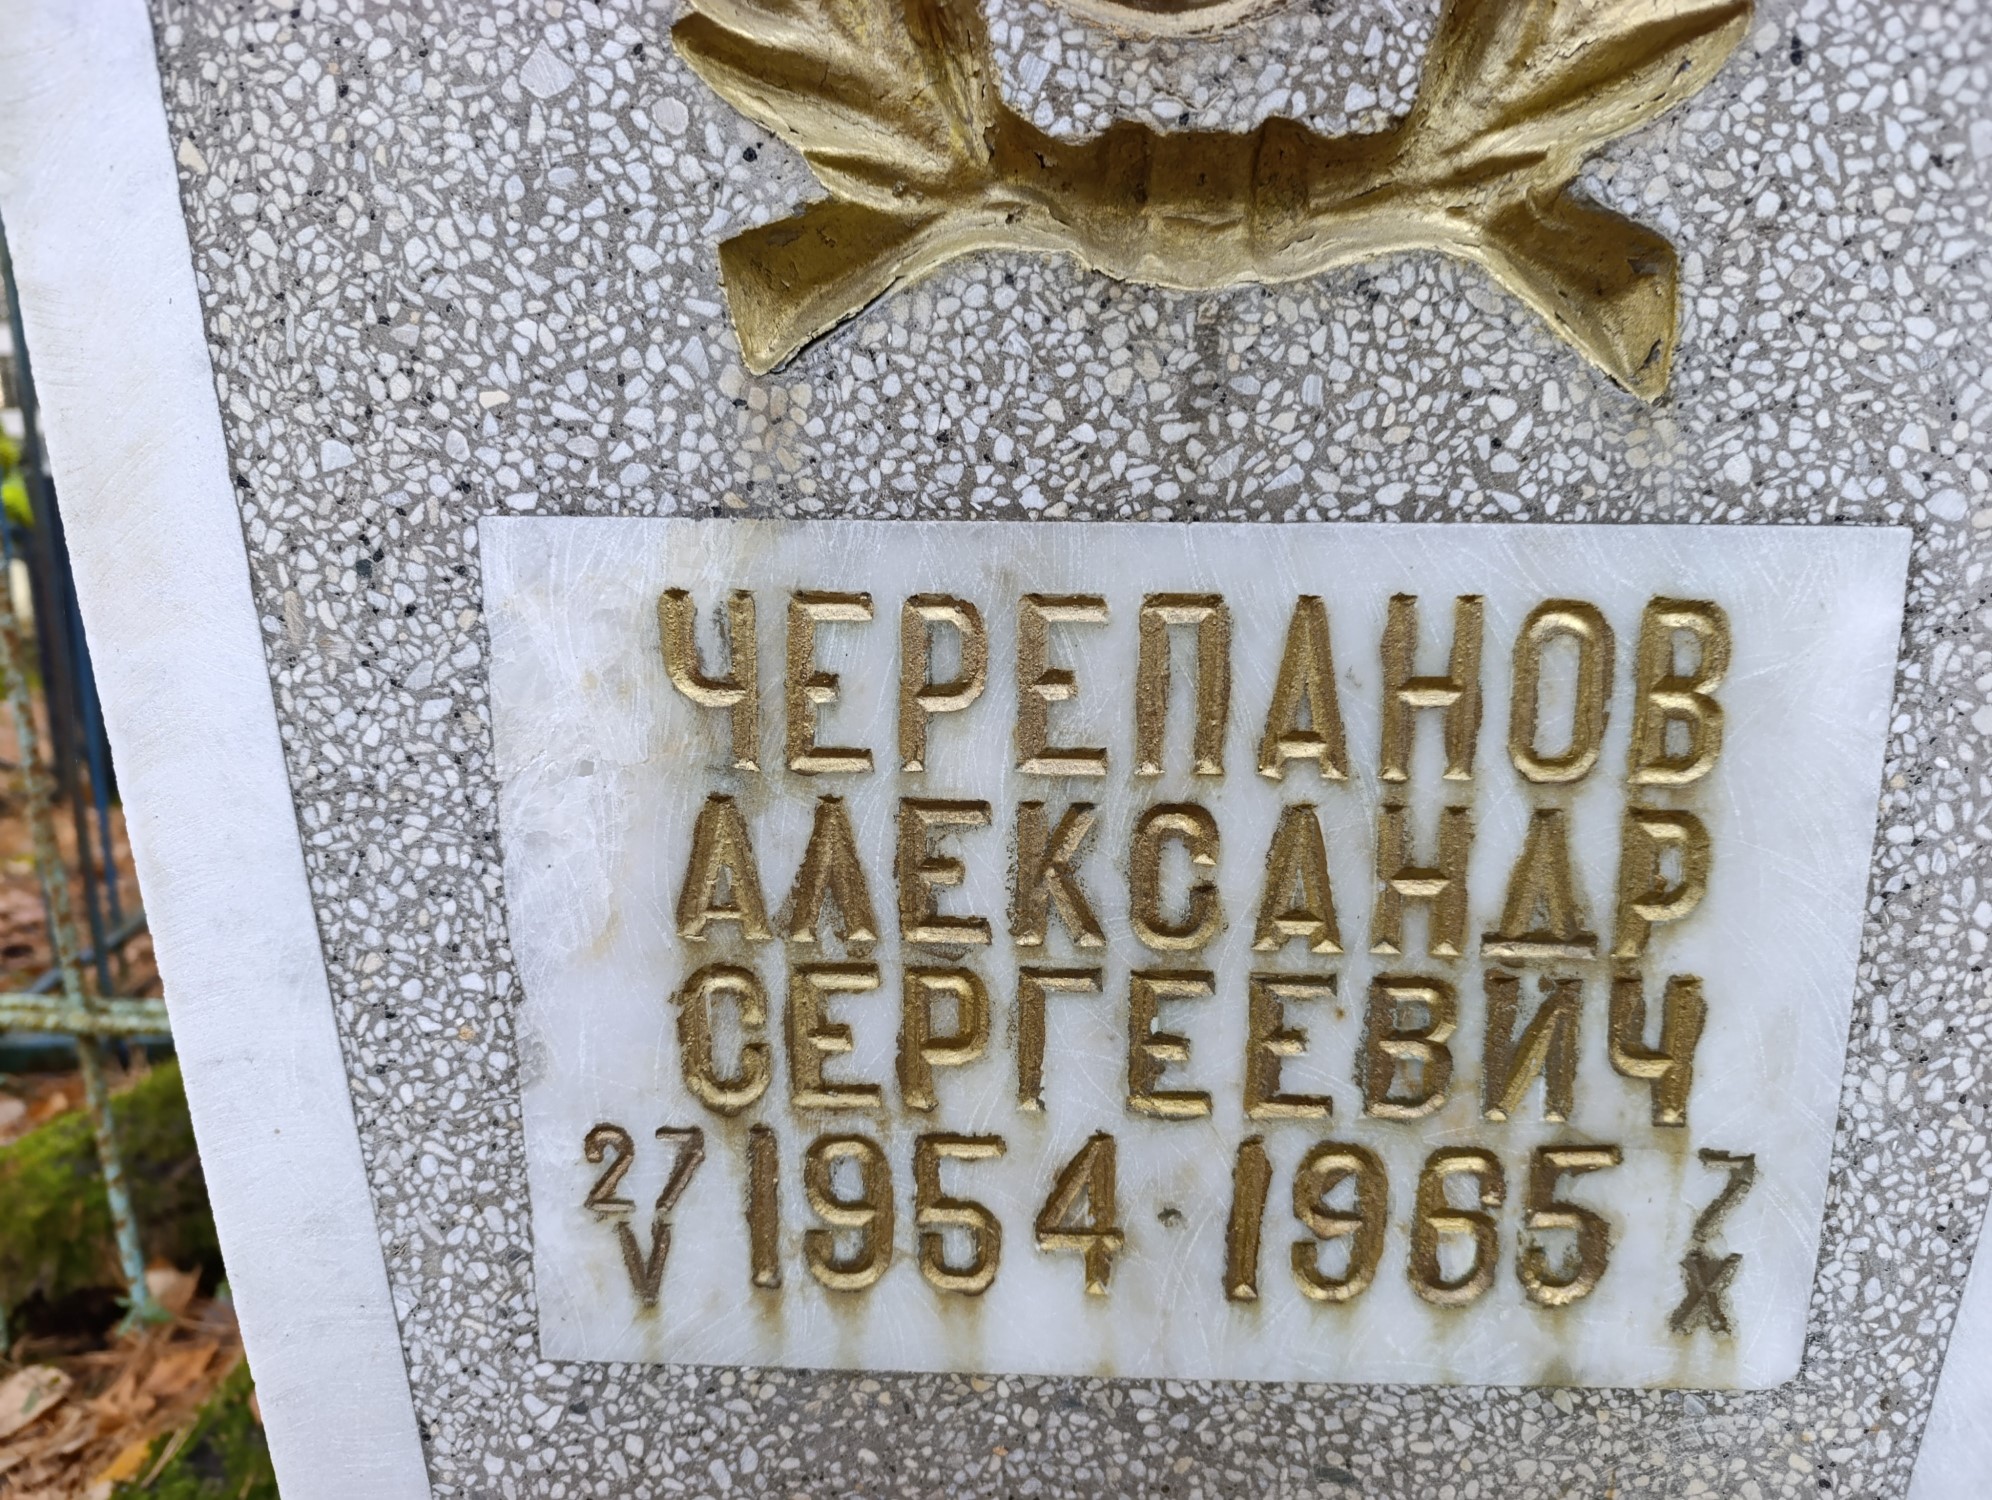 ЧЕРЕПАНОВ
АЛЕКСАНДР
СЕРГЕЕВИЧ
27 1954 · 1965 7
V X